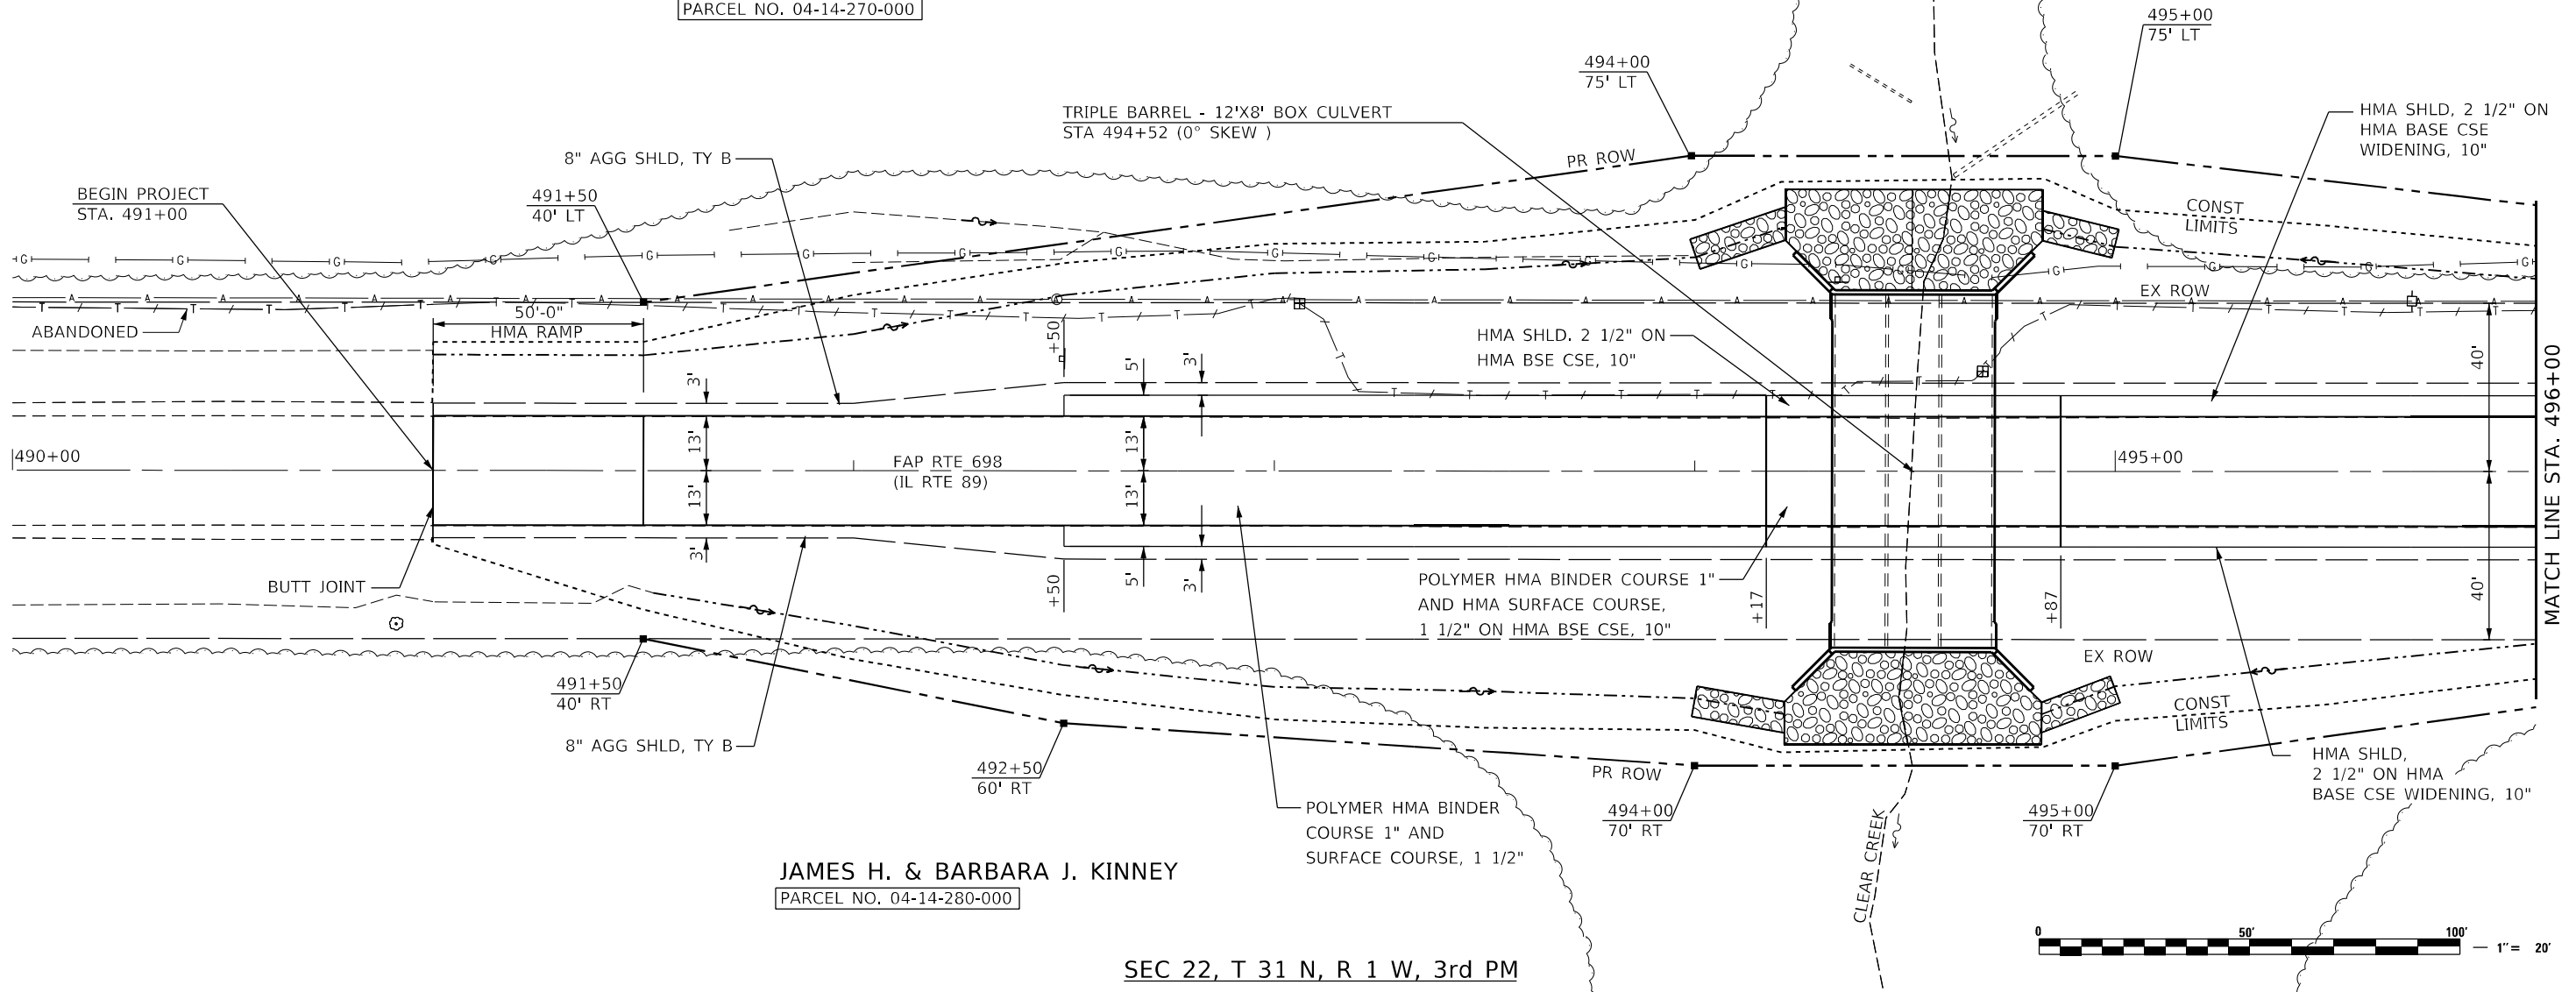 PARCEL NO. 04-14-270-000
495+00
75' LT
494+00
75' LT
TRIPLE BARREL - 12'X8' BOX CULVERT
STA 494+52 (0° SKEW )
HMA SHLD, 2 1/2" ON
HMA BASE CSE
WIDENING, 10"
8" AGG SHLD, TY B
PR ROW
BEGIN PROJECT
STA. 491+00
491+50
40' LT
CONST
LIMITS
G G G G G G G G G G G G G G G G
A A A A A A A A A A A A A A A A
T T T T T T T T T T T T T T T T
EX ROW
ABANDONED
50'-0"
HMA RAMP
+50
HMA SHLD. 2 1/2" ON
HMA BSE CSE, 10"
40'
3'
5'
3'
13'
13'
490+00
FAP RTE 698
(IL RTE 89)
495+00
13'
13'
MATCH LINE STA. 496+00
3'
5'
3'
BUTT JOINT
+50
POLYMER HMA BINDER COURSE 1"
AND HMA SURFACE COURSE,
1 1/2" ON HMA BSE CSE, 10"
+17
+87
40'
EX ROW
491+50
40' RT
CONST
LIMITS
8" AGG SHLD, TY B
492+50
60' RT
PR ROW
HMA SHLD,
2 1/2" ON HMA
BASE CSE WIDENING, 10"
494+00
70' RT
495+00
70' RT
POLYMER HMA BINDER
COURSE 1" AND
SURFACE COURSE, 1 1/2"
CLEAR CREEK
JAMES H. & BARBARA J. KINNEY
PARCEL NO. 04-14-280-000
0 50' 100'
1"= 20'
SEC 22, T 31 N, R 1 W, 3rd PM